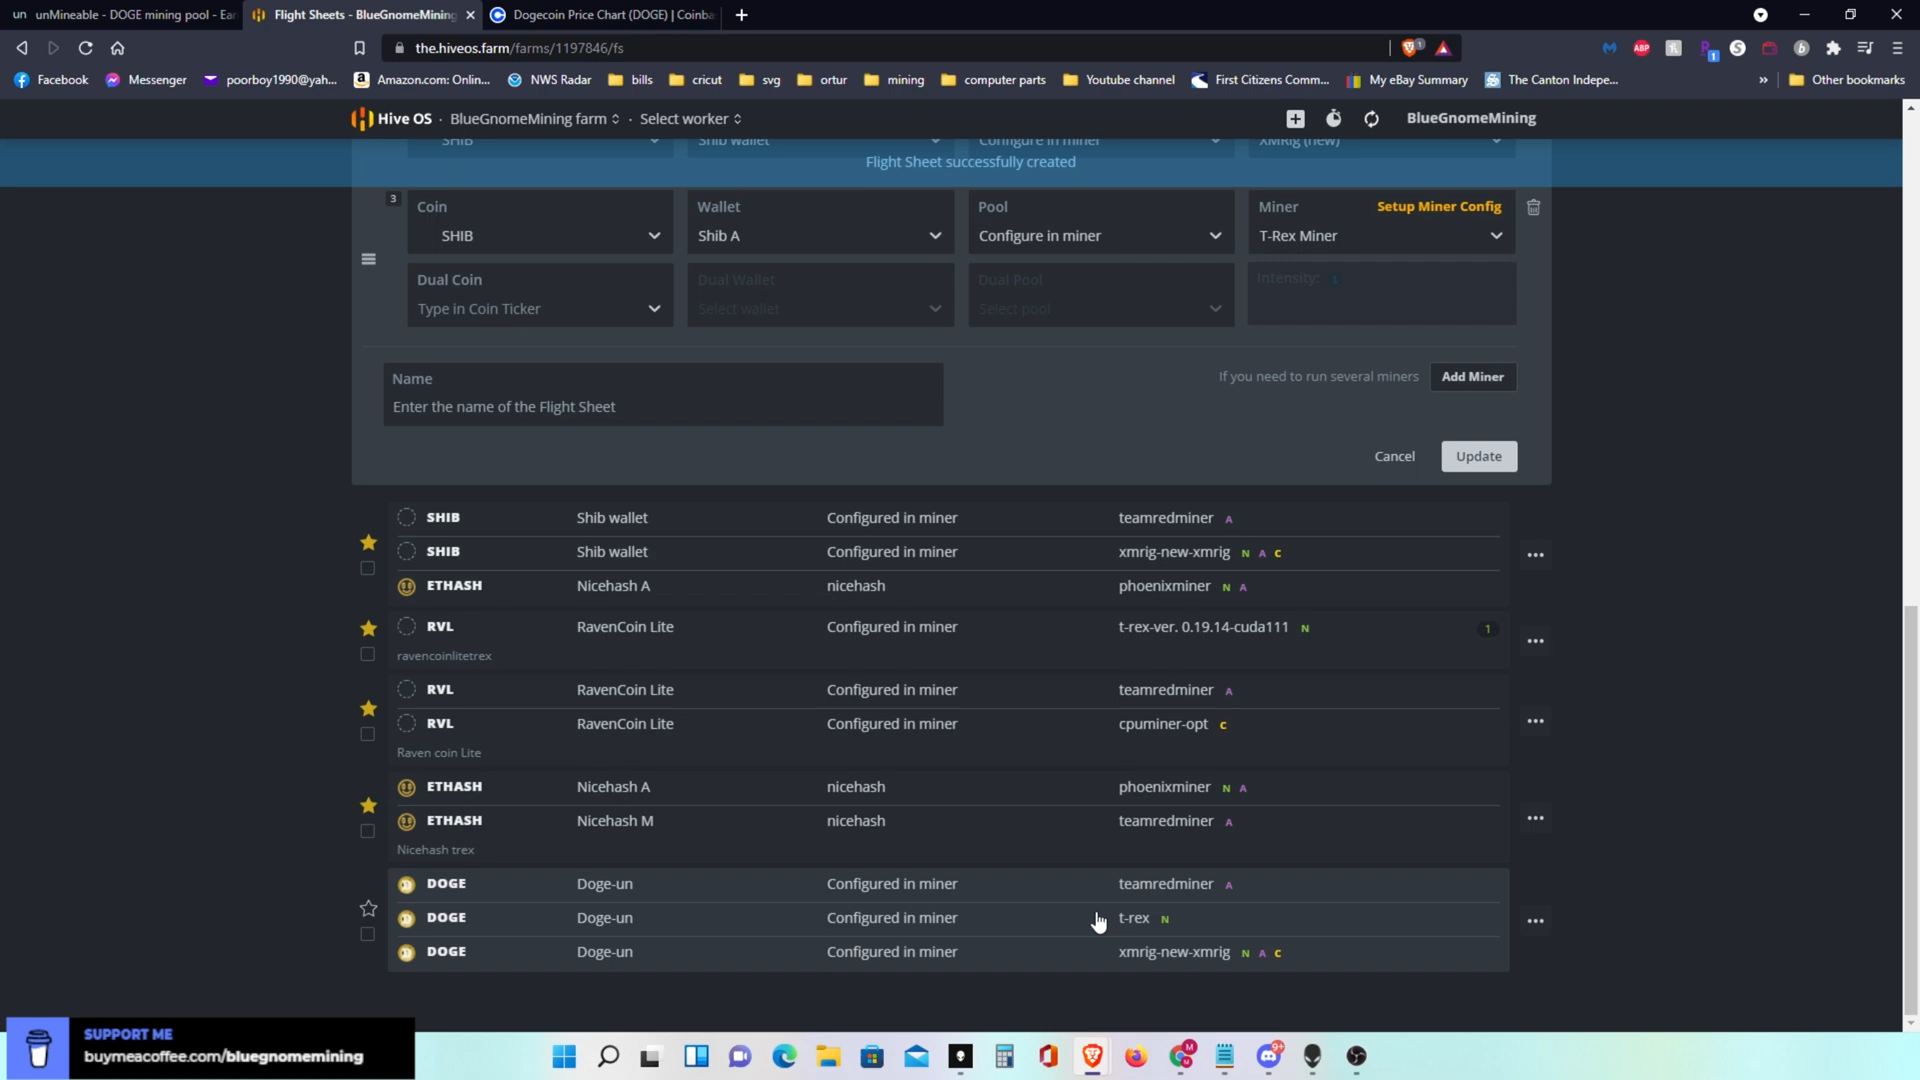 un unMineable - DOGE mining pool - Ear
Flight Sheets - BlueGnomeMining
Dogecoin Price Chart (DOGE) | Coinba
the.hiveos.farm/farms/1197846/fs
Facebook
Messenger
poorboy1990@yah...
Amazon.com: Onlin...
NWS Radar
bills
cricut
svg
ortur
mining
computer parts
Youtube channel
First Citizens Comm...
My eBay Summary
The Canton Indepe...
»
Other bookmarks
Hive OS · BlueGnomeMining farm · Select worker
BlueGnomeMining
SHIB Shib wallet Configure in miner XMRig (new)
Flight Sheet successfully created
3
Coin Wallet Pool Miner Setup Miner Config
SHIB Shib A Configure in miner T-Rex Miner
Dual Coin Dual Wallet Dual Pool Intensity:
Type in Coin Ticker Select wallet Select pool
Name
Enter the name of the Flight Sheet
If you need to run several miners Add Miner
Cancel Update
SHIB Shib wallet Configured in miner teamredminer A
SHIB Shib wallet Configured in miner xmrig-new-xmrig N A C
ETHASH Nicehash A nicehash phoenixminer N A
RVL RavenCoin Lite Configured in miner t-rex-ver. 0.19.14-cuda111 N 1
ravencoinlitetrex
RVL RavenCoin Lite Configured in miner teamredminer A
RVL RavenCoin Lite Configured in miner cpuminer-opt C
Raven coin Lite
ETHASH Nicehash A nicehash phoenixminer N A
ETHASH Nicehash M nicehash teamredminer A
Nicehash trex
DOGE Doge-un Configured in miner teamredminer A
DOGE Doge-un Configured in miner t-rex N
DOGE Doge-un Configured in miner xmrig-new-xmrig N A C
SUPPORT ME
buymeacoffee.com/bluegnomemining